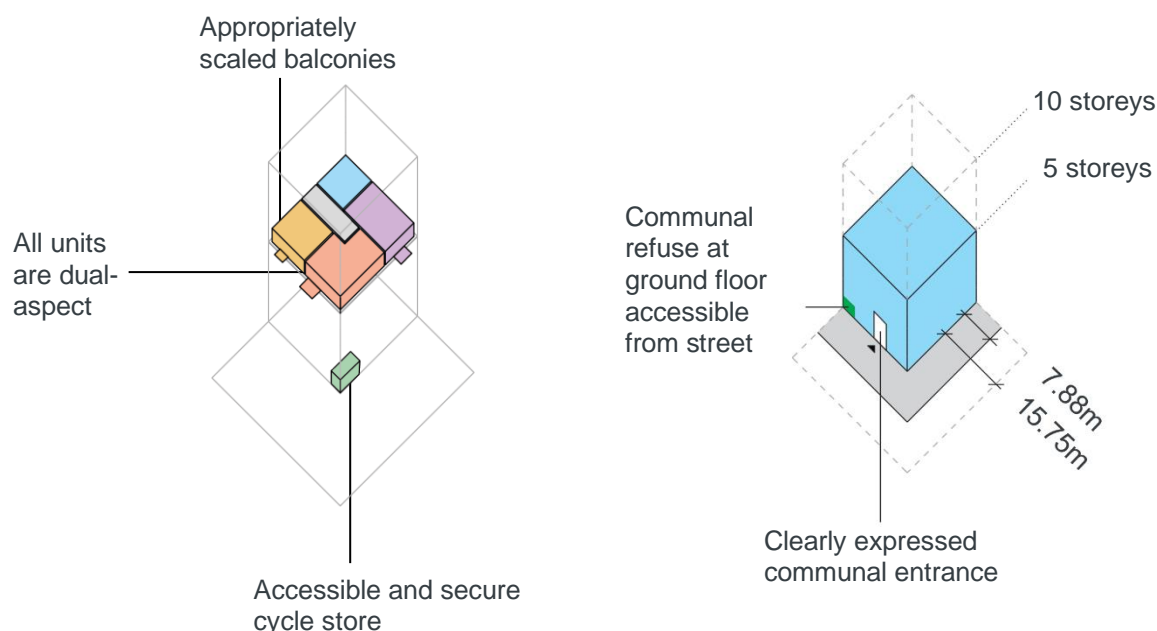 Appropriately
scaled balconies
All units
are dual-
aspect
Accessible and secure
cycle store
10 storeys
5 storeys
Communal
refuse at
ground floor
accessible
from street
7.88m
15.75m
Clearly expressed
communal entrance